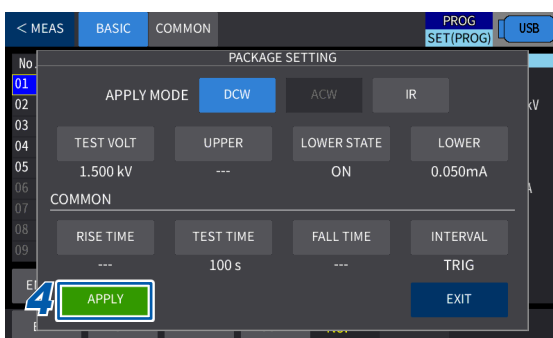 < MEAS BASIC COMMON PROG SET(PROG) USB
No.
PACKAGE SETTING
01
APPLY MODE DCW ACW IR
02 kV
03
04
TEST VOLT UPPER LOWER STATE LOWER
05
1.500 kV --- ON 0.050mA
06
COMMON
07
08
RISE TIME TEST TIME FALL TIME INTERVAL
09
--- 100 s --- TRIG
4 APPLY EXIT